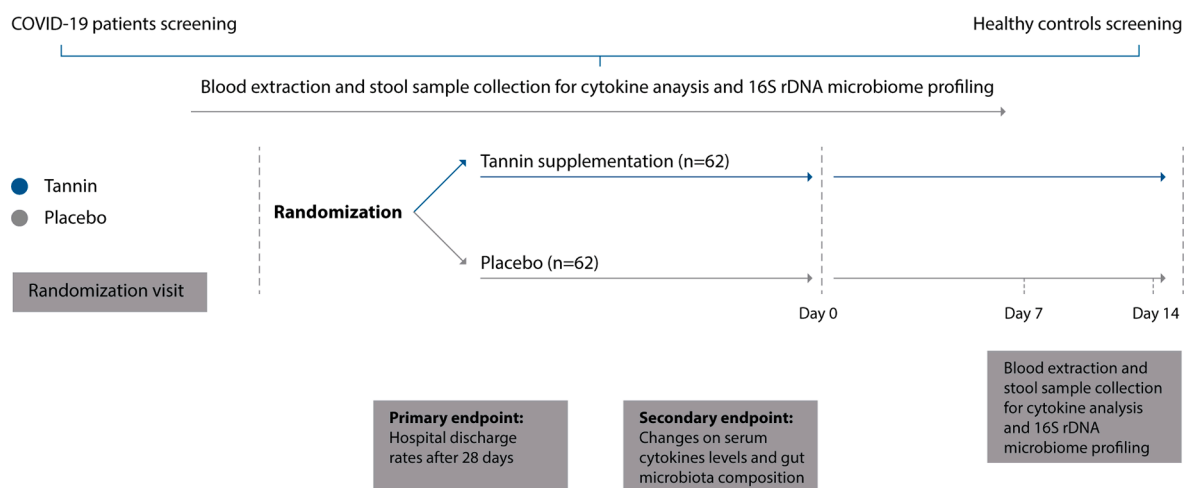 COVID-19 patients screening
Healthy controls screening
Blood extraction and stool sample collection for cytokine anaysis and 16S rDNA microbiome profiling
Tannin supplementation (n=62)
Tannin
Placebo
Randomization
Placebo (n=62)
Randomization visit
Day 0
Day 7
Day 14
Primary endpoint:
Hospital discharge
rates after 28 days
Secondary endpoint:
Changes on serum
cytokines levels and gut
microbiota composition
Blood extraction and
stool sample collection
for cytokine analysis
and 16S rDNA
microbiome profiling